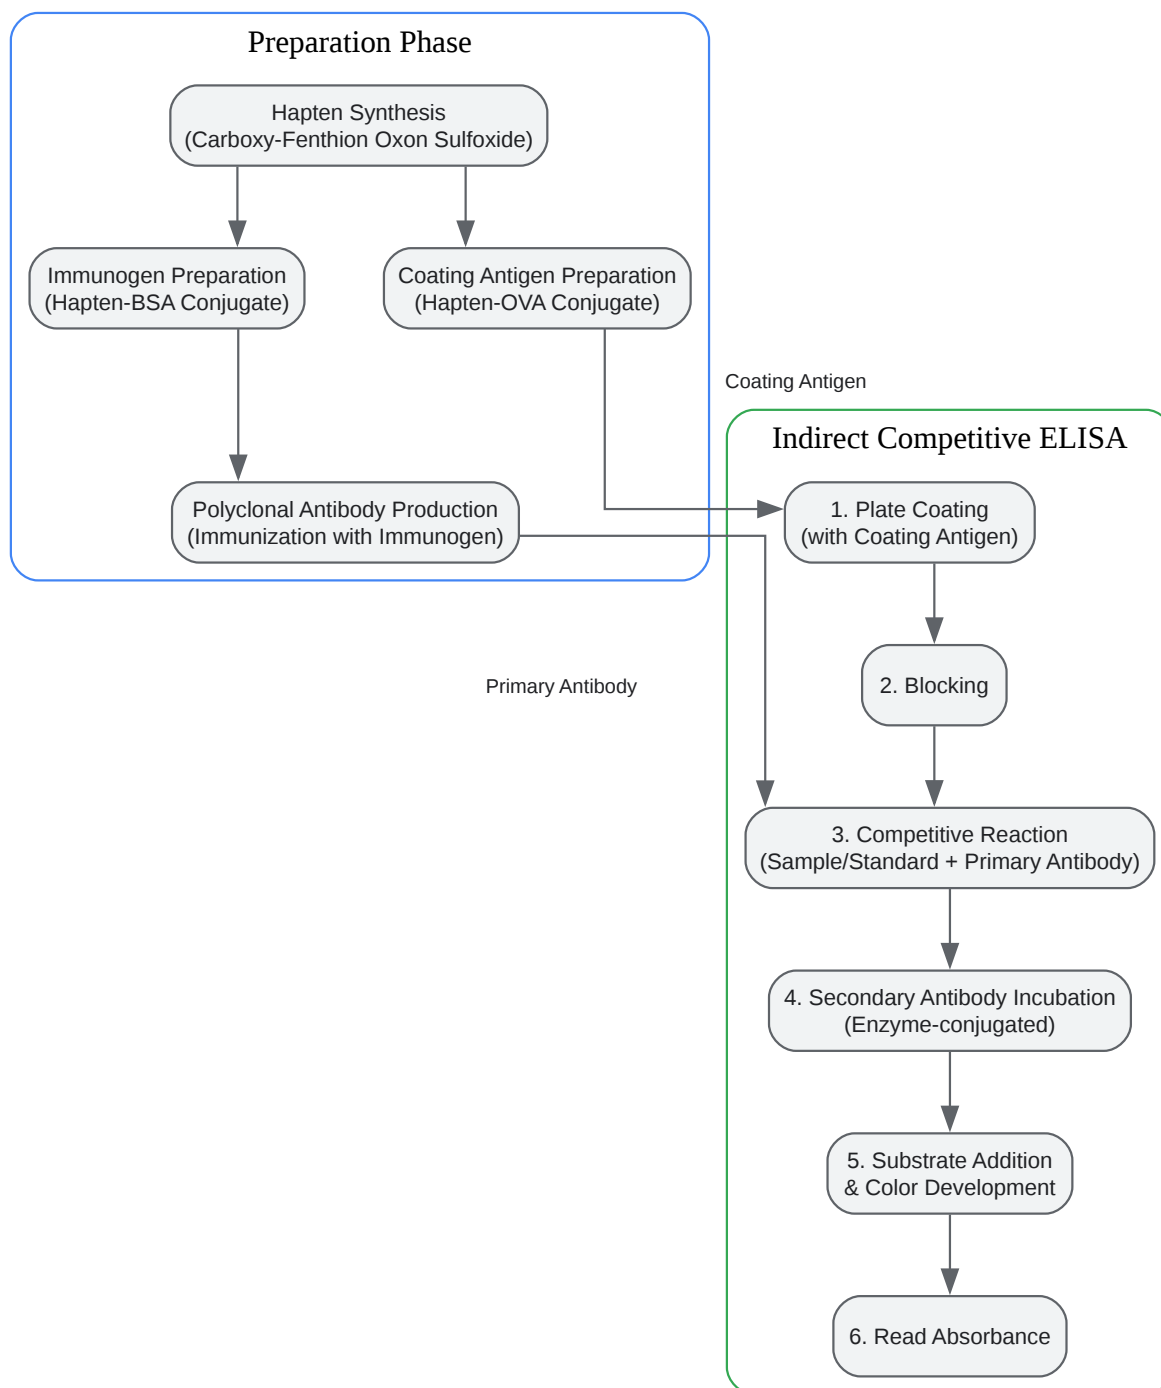 Preparation Phase
Hapten Synthesis
(Carboxy-Fenthion Oxon Sulfoxide)
Immunogen Preparation
(Hapten-BSA Conjugate)
Coating Antigen Preparation
(Hapten-OVA Conjugate)
Polyclonal Antibody Production
(Immunization with Immunogen)
Coating Antigen
Primary Antibody
Indirect Competitive ELISA
1. Plate Coating
(with Coating Antigen)
2. Blocking
3. Competitive Reaction
(Sample/Standard + Primary Antibody)
4. Secondary Antibody Incubation
(Enzyme-conjugated)
5. Substrate Addition
& Color Development
6. Read Absorbance